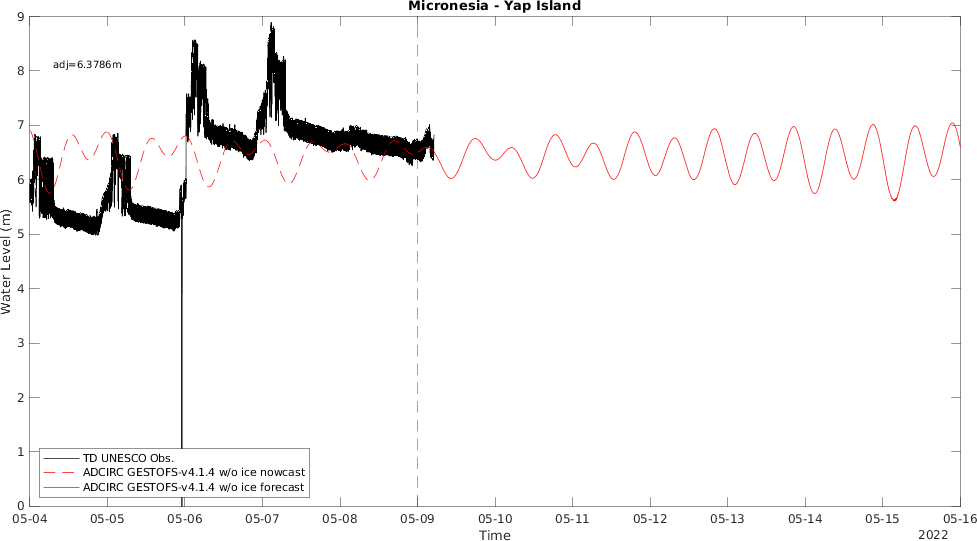 Micronesia - Yap Island
adj=6.3786m
Water Level (m)
9
8
7
6
5
4
3
2
1
0
TD UNESCO Obs.
ADCIRC GESTOFS-v4.1.4 w/o ice nowcast
ADCIRC GESTOFS-v4.1.4 w/o ice forecast
05-04 05-05 05-06 05-07 05-08 05-09 05-10 05-11 05-12 05-13 05-14 05-15 05-16
Time
2022